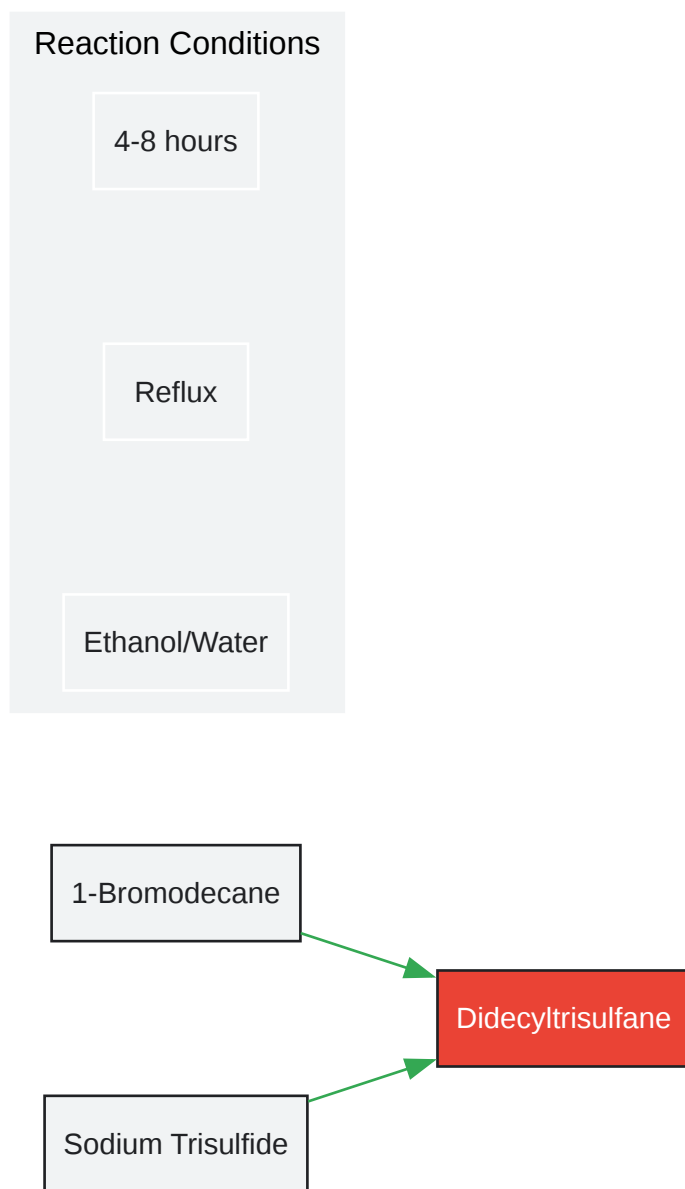 Reaction Conditions
4-8 hours
Reflux
Ethanol/Water
1-Bromodecane
Didecyltrisulfane
Sodium Trisulfide